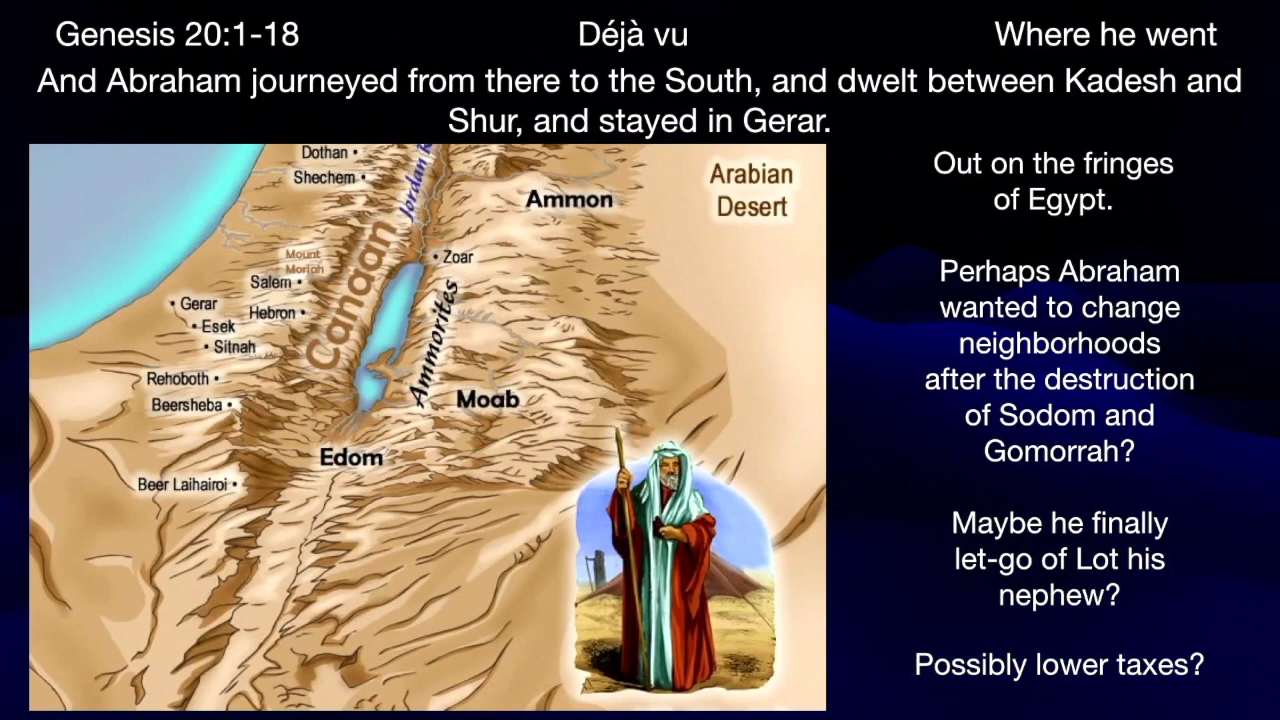 Genesis 20:1-18
Déjà vu
Where he went
And Abraham journeyed from there to the South, and dwelt between Kadesh and
Shur, and stayed in Gerar.
Dothan
Shechem
Jordan
Ammon
Arabian
Desert
Canaan
Mount
Moriah
Zoar
Salem
Gerar
Hebron
Esek
Sitnah
Ammorites
Rehoboth
Beersheba
Moab
Edom
Beer Laihairoi
Out on the fringes
of Egypt.
Perhaps Abraham
wanted to change
neighborhoods
after the destruction
of Sodom and
Gomorrah?
Maybe he finally
let-go of Lot his
nephew?
Possibly lower taxes?